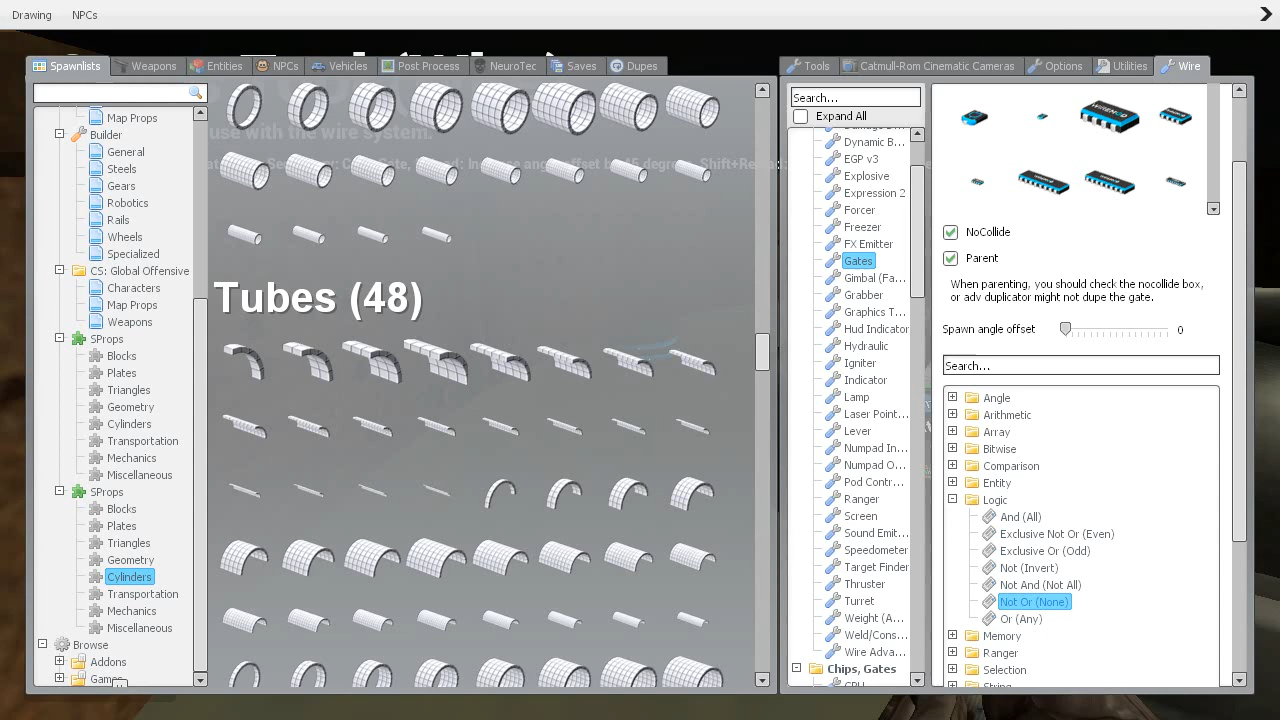 Drawing NPCs
Spawnlists Weapons Entities NPCs Vehicles Post Process NeuroTec Saves Dupes
Tools Catmull-Rom Cinematic Cameras Options Utilities Wire
Map Props
Builder
General
Steels
Gears
Robotics
Rails
Wheels
Specialized
CS: Global Offensive
Characters
Map Props
Weapons
SProps
Blocks
Plates
Triangles
Geometry
Cylinders
Transportation
Mechanics
Miscellaneous
SProps
Blocks
Plates
Triangles
Geometry
Cylinders
Transportation
Mechanics
Miscellaneous
Browse
Addons
Games
use with the wire system.
Tubes (48)
Search...
Expand All
Dynamic B...
EGP v3
Explosive
Expression 2
Forcer
Freezer
FX Emitter
Gates
Gimbal (Fa...
Grabber
Graphics T...
Hud Indicator
Hydraulic
Igniter
Indicator
Lamp
Laser Point...
Lever
Numpad In...
Numpad O...
Pod Contr...
Ranger
Screen
Sound Emit...
Speedometer
Target Finder
Thruster
Turret
Weight (A...
Weld/Cons...
Wire Adva...
Chips, Gates
CPU
NoCollide
Parent
When parenting, you should check the nocollide box,
or adv duplicator might not dupe the gate.
Spawn angle offset 0
Search...
Angle
Arithmetic
Array
Bitwise
Comparison
Entity
Logic
And (All)
Exclusive Not Or (Even)
Exclusive Or (Odd)
Not (Invert)
Not And (Not All)
Not Or (None)
Or (Any)
Memory
Ranger
Selection
String